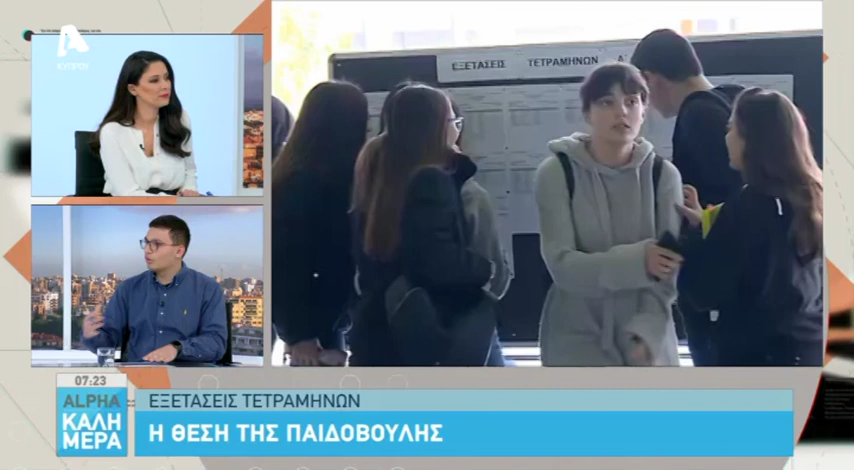 ΚΥΠΡΟΥ
ΕΞΕΤΑΣΕΙΣ ΤΕΤΡΑΜΗΝΩΝ Α
07:23
ALPHA
ΚΑΛΗ
ΜΕΡΑ
ΕΞΕΤΑΣΕΙΣ ΤΕΤΡΑΜΗΝΩΝ
Η ΘΕΣΗ ΤΗΣ ΠΑΙΔΟΒΟΥΛΗΣ